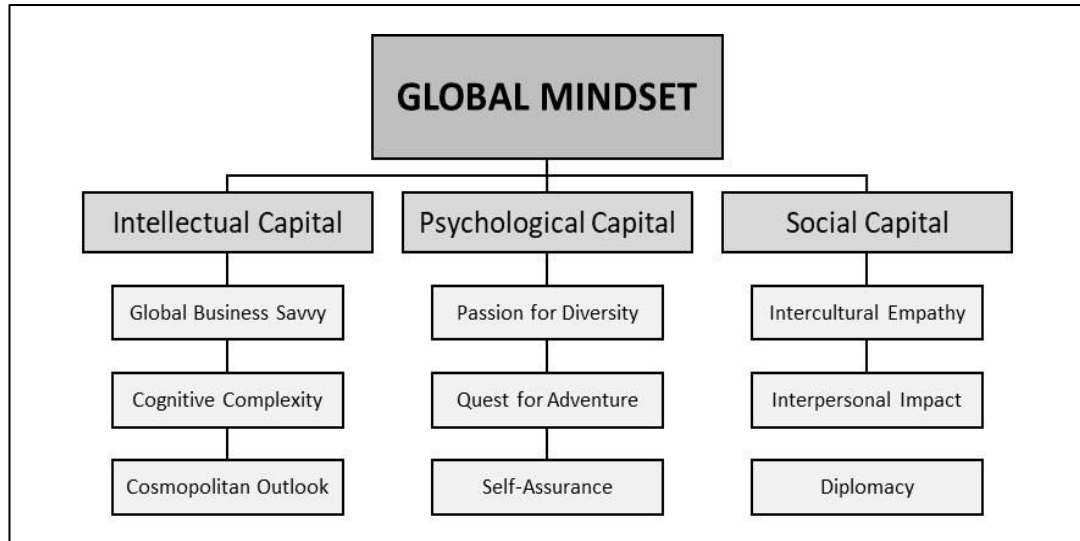 GLOBAL MINDSET
Intellectual Capital
Psychological Capital
Social Capital
Global Business Savvy
Passion for Diversity
Intercultural Empathy
Cognitive Complexity
Quest for Adventure
Interpersonal Impact
Cosmopolitan Outlook
Self-Assurance
Diplomacy